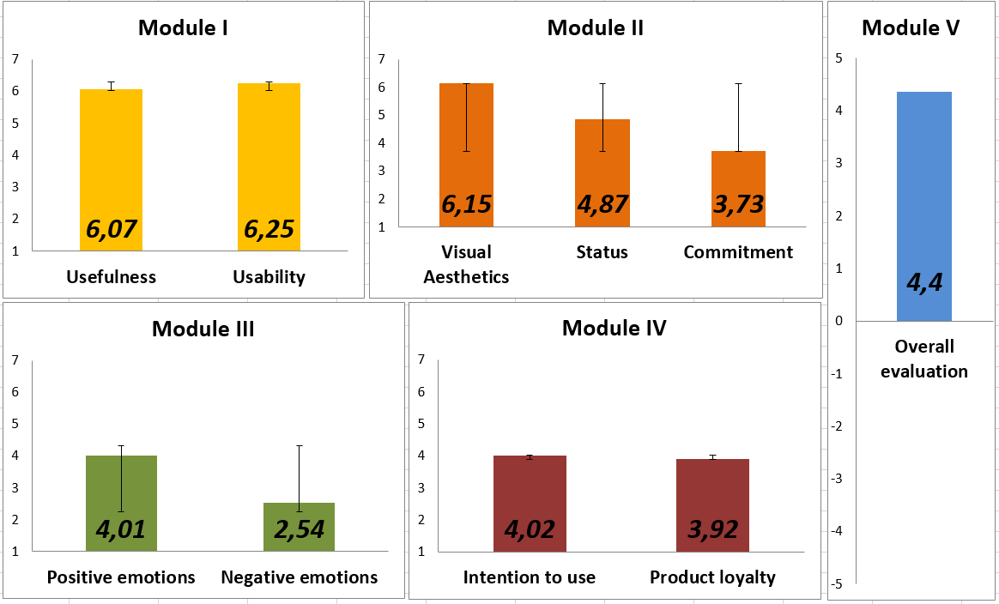 Module I
7
6
5
4
3
2
1
6,07
6,25
Usefulness
Usability
Module II
7
6
5
4
3
2
1
6,15
4,87
3,73
Visual
Aesthetics
Status
Commitment
Module V
5
4
3
2
1
0
-1
-2
-3
-4
-5
4,4
Overall
evaluation
Module III
7
6
5
4
3
2
1
4,01
2,54
Positive emotions
Negative emotions
Module IV
7
6
5
4
3
2
1
4,02
3,92
Intention to use
Product loyalty